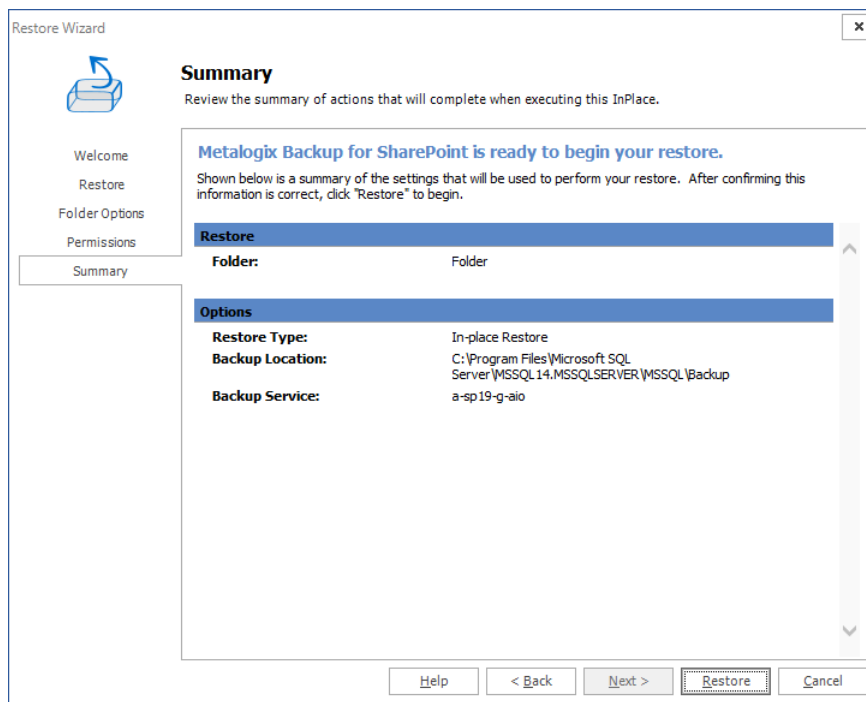 Restore Wizard
Summary
Review the summary of actions that will complete when executing this InPlace.
Welcome
Restore
Folder Options
Permissions
Summary
Metalogix Backup for SharePoint is ready to begin your restore.
Shown below is a summary of the settings that will be used to perform your restore. After confirming this
information is correct, click "Restore" to begin.
Restore
Folder: Folder
Options
Restore Type: In-place Restore
Backup Location: C:\Program Files\Microsoft SQL
Server\MSSQL14.MSSQLSERVER\MSSQL\Backup
Backup Service: a-sp19-g-aio
Help < Back Next > Restore Cancel